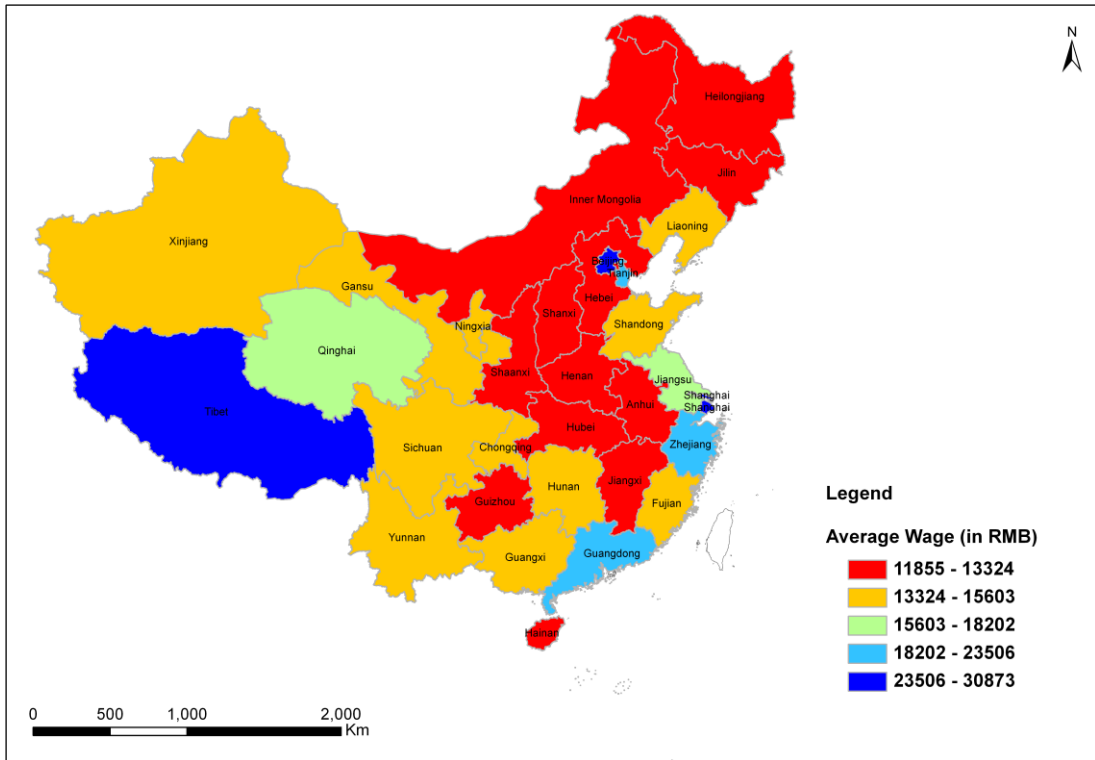 N
Heilongjiang
Jilin
Inner Mongolia
Liaoning
Xinjiang
Beijing
Tianjin
Gansu
Hebei
Shanxi
Ningxia
Shandong
Qinghai
Shaanxi
Henan
Jiangsu
Shanghai
Anhui
Shanghai
Tibet
Hubei
Zhejiang
Sichuan
Chongqing
Jiangxi
Hunan
Guizhou
Fujian
Yunnan
Guangdong
Guangxi
Hainan
Legend
Average Wage (in RMB)
11855 - 13324
13324 - 15603
15603 - 18202
18202 - 23506
23506 - 30873
0 500 1,000 2,000
Km